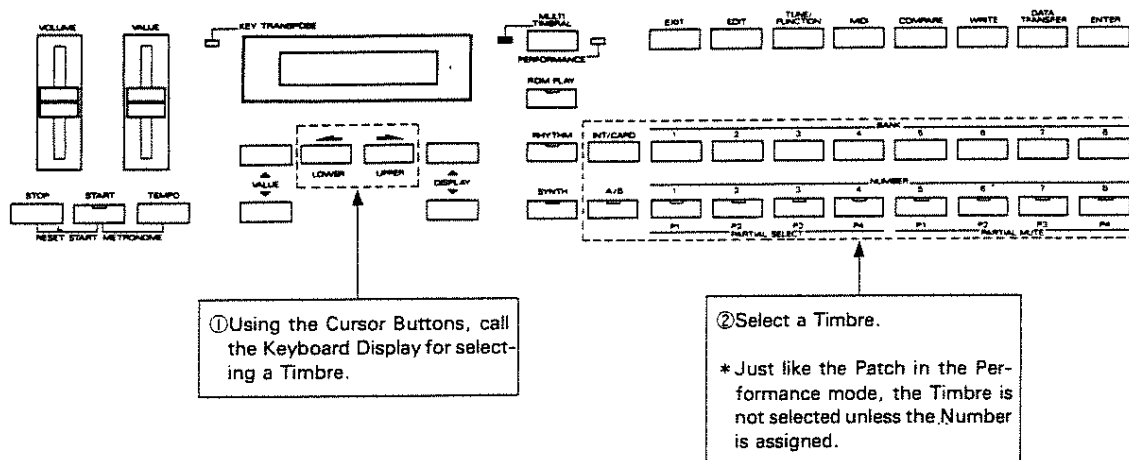 VOLUME VALUE KEY TRANSPOSE MULTI TIMBRAL EXIT EDIT TUNE/FUNCTION MIDI COMPARE WRITE DATA TRANSFER ENTER
PERFORMANCE
ROM PLAY
RHYTHM INT/CARD BANK
1 2 3 4 5 6 7 8
LOWER UPPER
VALUE DISPLAY
NUMBER
SYNTH A/B 1 2 3 4 5 6 7 8
STOP START TEMPO
RESET START METRONOME
P1 P2 P3 P4 P1 P2 P3 P4
PARTIAL SELECT PARTIAL MUTE
①Using the Cursor Buttons, call
the Keyboard Display for select-
ing a Timbre.
②Select a Timbre.
* Just like the Patch in the Per-
formance mode, the Timbre is
not selected unless the Number
is assigned.